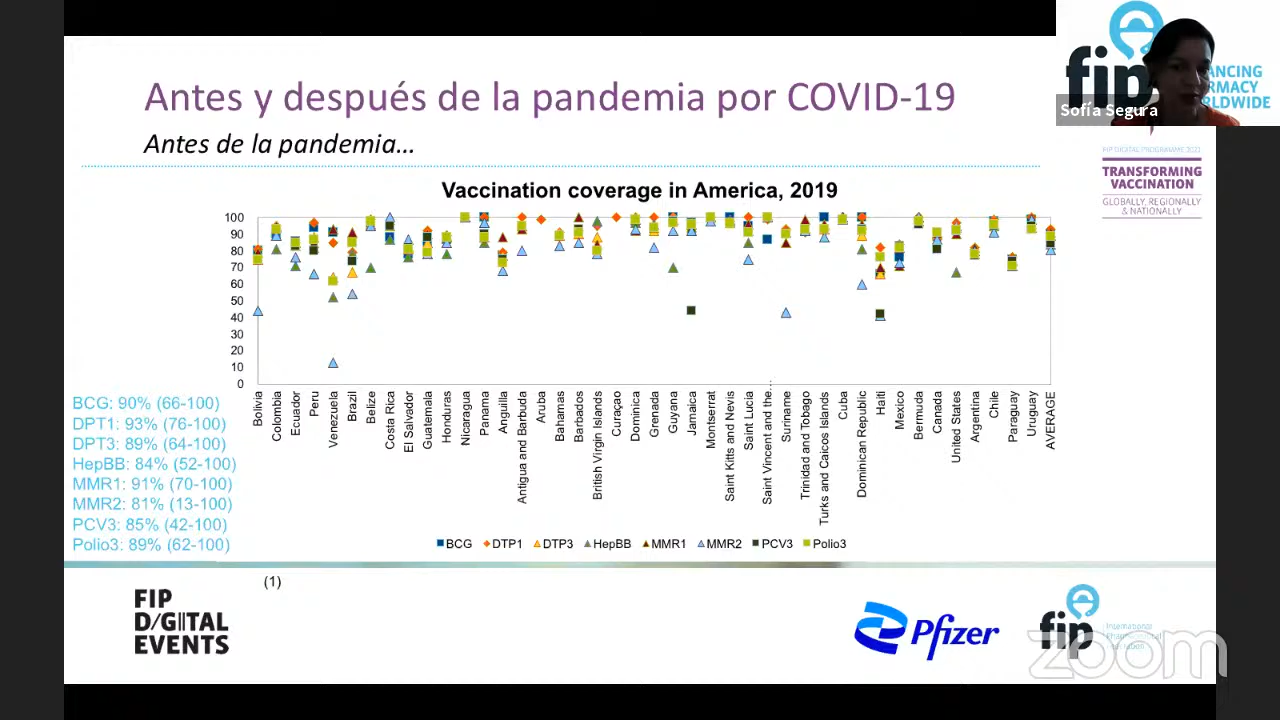 Antes y después de la pandemia por COVID-19
Antes de la pandemia...
fip
ANCING
RMACY
RLDWIDE
Sofía Segura
FIP DIGITAL PROGRAMME 2021
TRANSFORMING
VACCINATION
GLOBALLY, REGIONALLY
& NATIONALLY
Vaccination coverage in America, 2019
100
90
80
70
60
50
40
30
20
10
0
Bolivia
Colombia
Ecuador
Peru
Venezuela
Brazil
Belize
Costa Rica
El Salvador
Guatemala
Honduras
Nicaragua
Panama
Anguilla
Antigua and Barbuda
Aruba
Bahamas
Barbados
British Virgin Islands
Curaçao
Dominica
Grenada
Guyana
Jamaica
Montserrat
Saint Kitts and Nevis
Saint Lucia
Saint Vincent and the...
Suriname
Trinidad and Tobago
Turks and Caicos Islands
Cuba
Dominican Republic
Haiti
Mexico
Bermuda
Canada
United States
Argentina
Chile
Paraguay
Uruguay
AVERAGE
BCG: 90% (66-100)
DPT1: 93% (76-100)
DPT3: 89% (64-100)
HepBB: 84% (52-100)
MMR1: 91% (70-100)
MMR2: 81% (13-100)
PCV3: 85% (42-100)
Polio3: 89% (62-100)
BCG DTP1 DTP3 HepBB MMR1 MMR2 PCV3 Polio3
(1)
FIP
DIGITAL
EVENTS
Pfizer
fip
International
Pharmaceutical
Federation
zoom